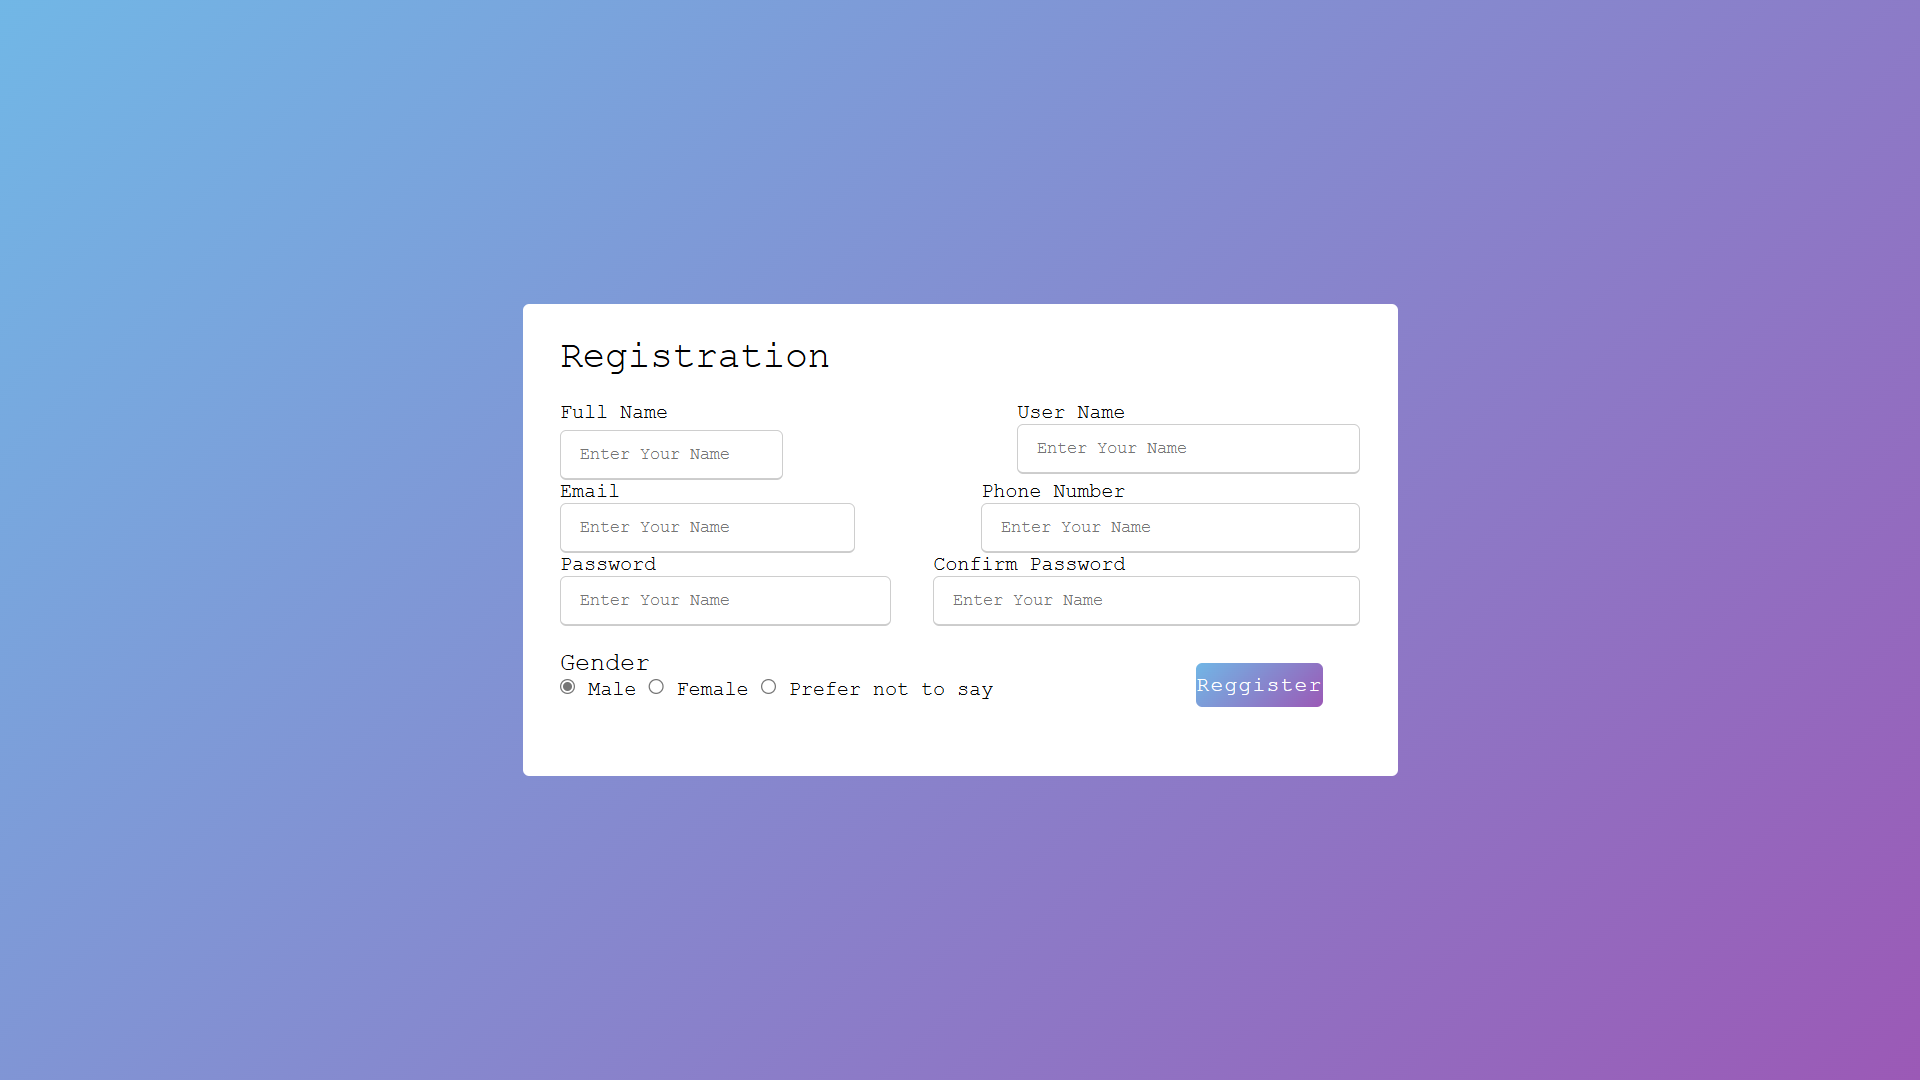 Registration
Full Name User Name
Enter Your Name Enter Your Name
Email Phone Number
Enter Your Name Enter Your Name
Password Confirm Password
Enter Your Name Enter Your Name
Gender
Male Female Prefer not to say
Reggister